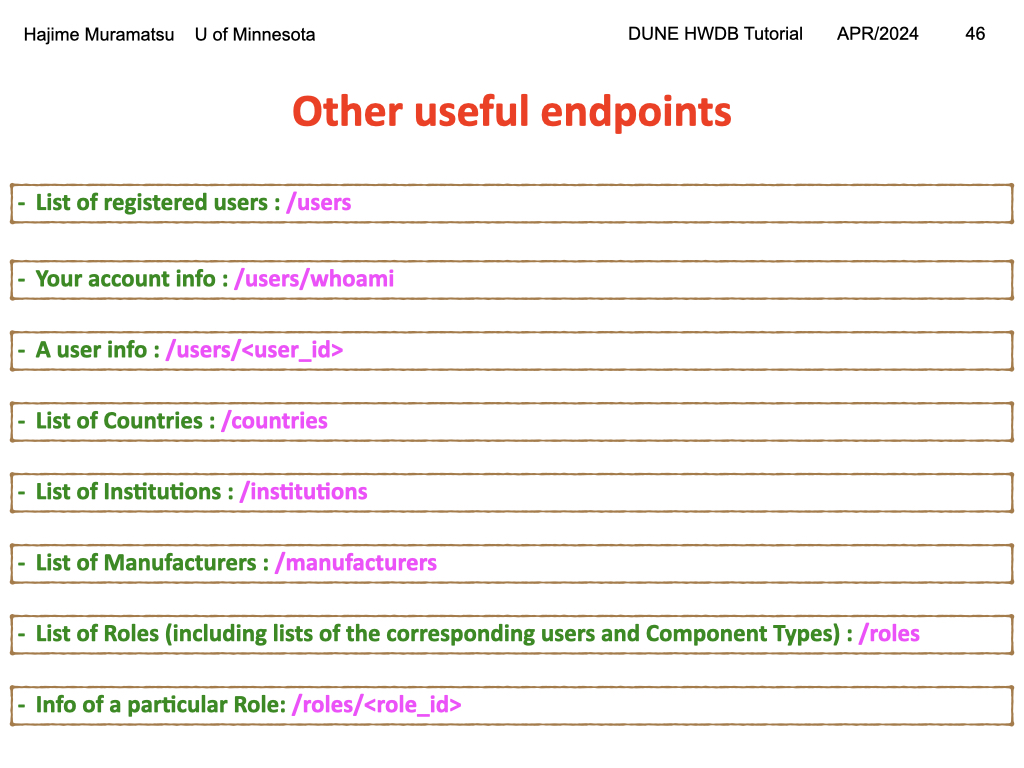 Hajime Muramatsu U of Minnesota DUNE HWDB Tutorial APR/2024 46
Other useful endpoints
- List of registered users : /users
- Your account info : /users/whoami
- A user info : /users/<user_id>
- List of Countries : /countries
- List of Institutions : /institutions
- List of Manufacturers : /manufacturers
- List of Roles (including lists of the corresponding users and Component Types) : /roles
- Info of a particular Role: /roles/<role_id>